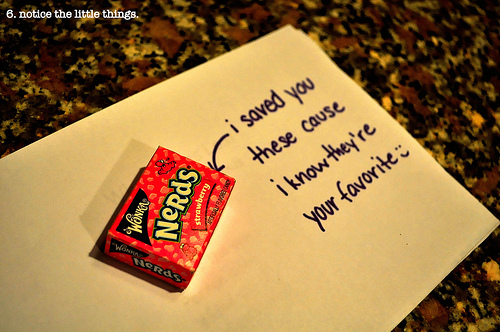 6. notice the little things.
i saved you
these cause
i know they're
your favorite :)
WONKA
NeRds
strawberry
WONKA
NeRds